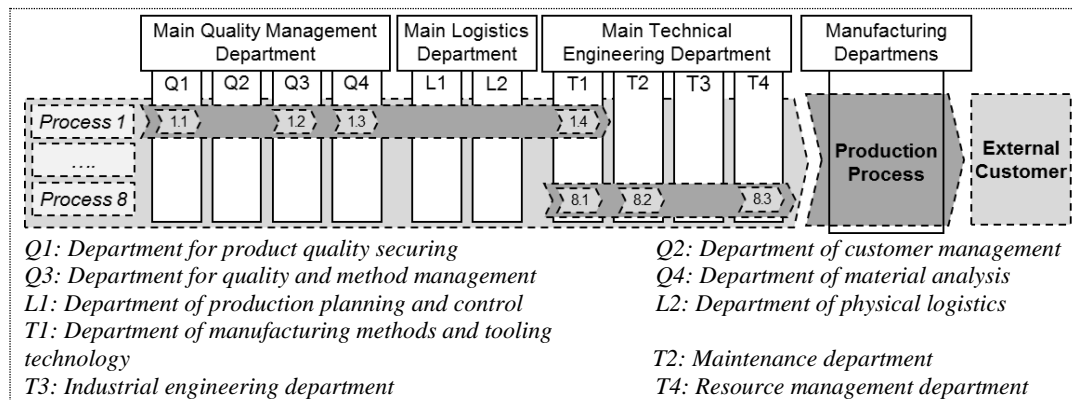 Main Quality Management Department
Main Logistics Department
Main Technical Engineering Department
Manufacturing Departmens
Q1 Q2 Q3 Q4 L1 L2 T1 T2 T3 T4
Process 1 1.1 1.2 1.3 1.4
....
Process 8 8.1 8.2 8.3
Production Process
External Customer
Q1: Department for product quality securing
Q2: Department of customer management
Q3: Department for quality and method management
Q4: Department of material analysis
L1: Department of production planning and control
L2: Department of physical logistics
T1: Department of manufacturing methods and tooling
technology
T2: Maintenance department
T3: Industrial engineering department
T4: Resource management department